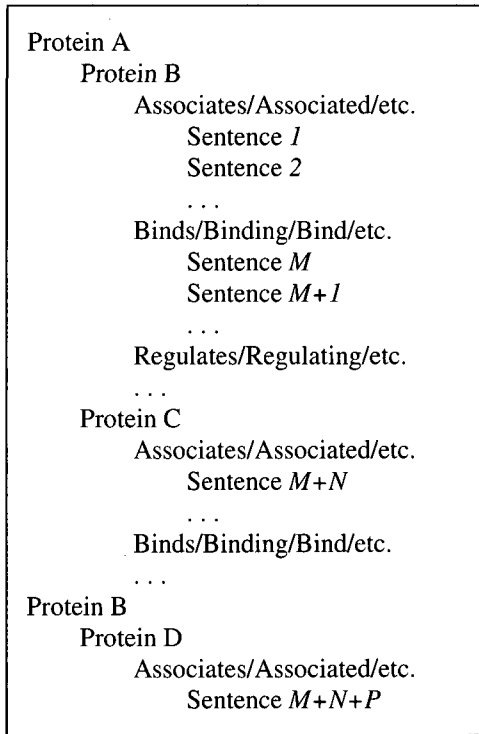 Protein A
Protein B
Associates/Associated/etc.
Sentence 1
Sentence 2
. . .
Binds/Binding/Bind/etc.
Sentence M
Sentence M+1
. . .
Regulates/Regulating/etc.
. . .
Protein C
Associates/Associated/etc.
Sentence M+N
. . .
Binds/Binding/Bind/etc.
. . .
Protein B
Protein D
Associates/Associated/etc.
Sentence M+N+P